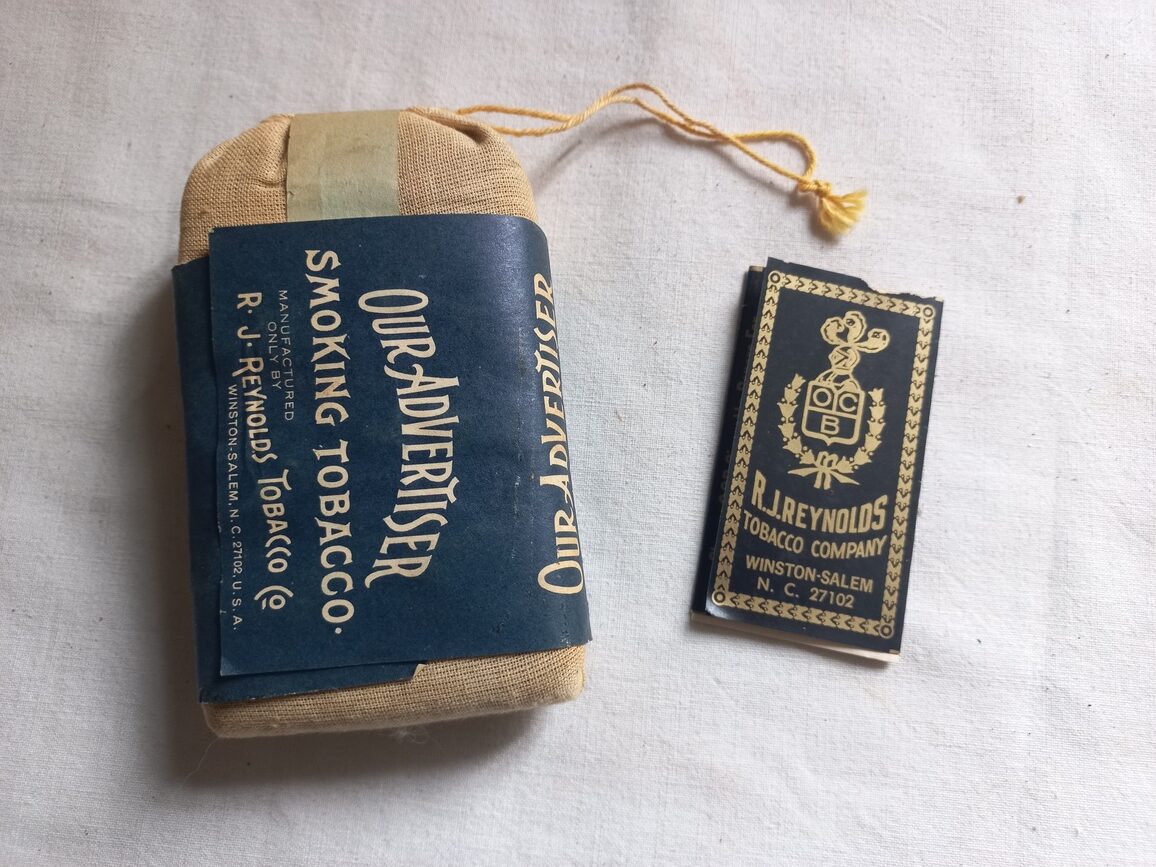 OUR ADVERTISER
SMOKING TOBACCO.
MANUFACTURED
ONLY BY
R. J. REYNOLDS TOBACCO CO
WINSTON-SALEM, N. C. 27102, U. S. A.
OUR ADVERTISER
O C
B
R.J.REYNOLDS
TOBACCO COMPANY
WINSTON-SALEM
N. C. 27102